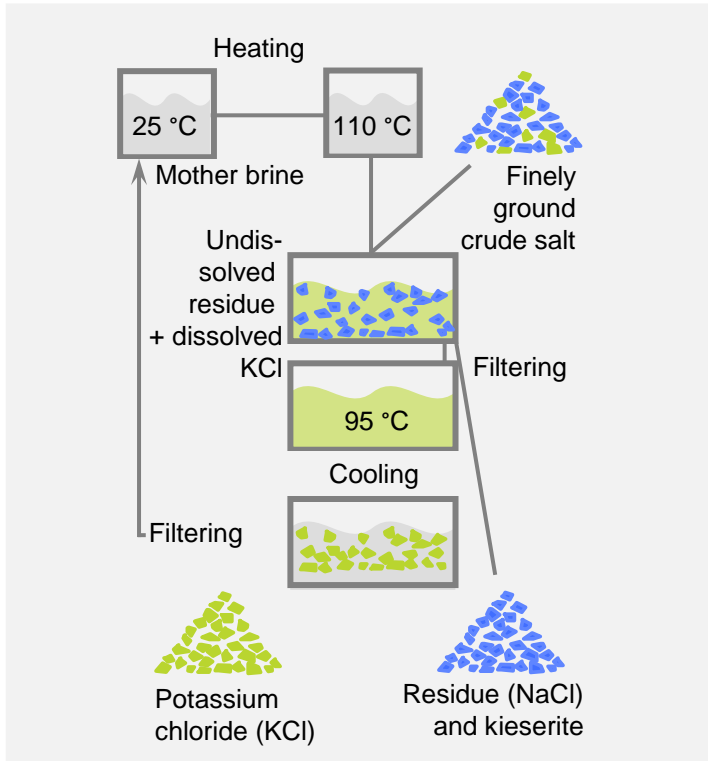 Heating
25 °C
110 °C
Mother brine
Finely
ground
crude salt
Undis-
solved
residue
+ dissolved
KCl
Filtering
95 °C
Cooling
Filtering
Potassium
chloride (KCl)
Residue (NaCl)
and kieserite